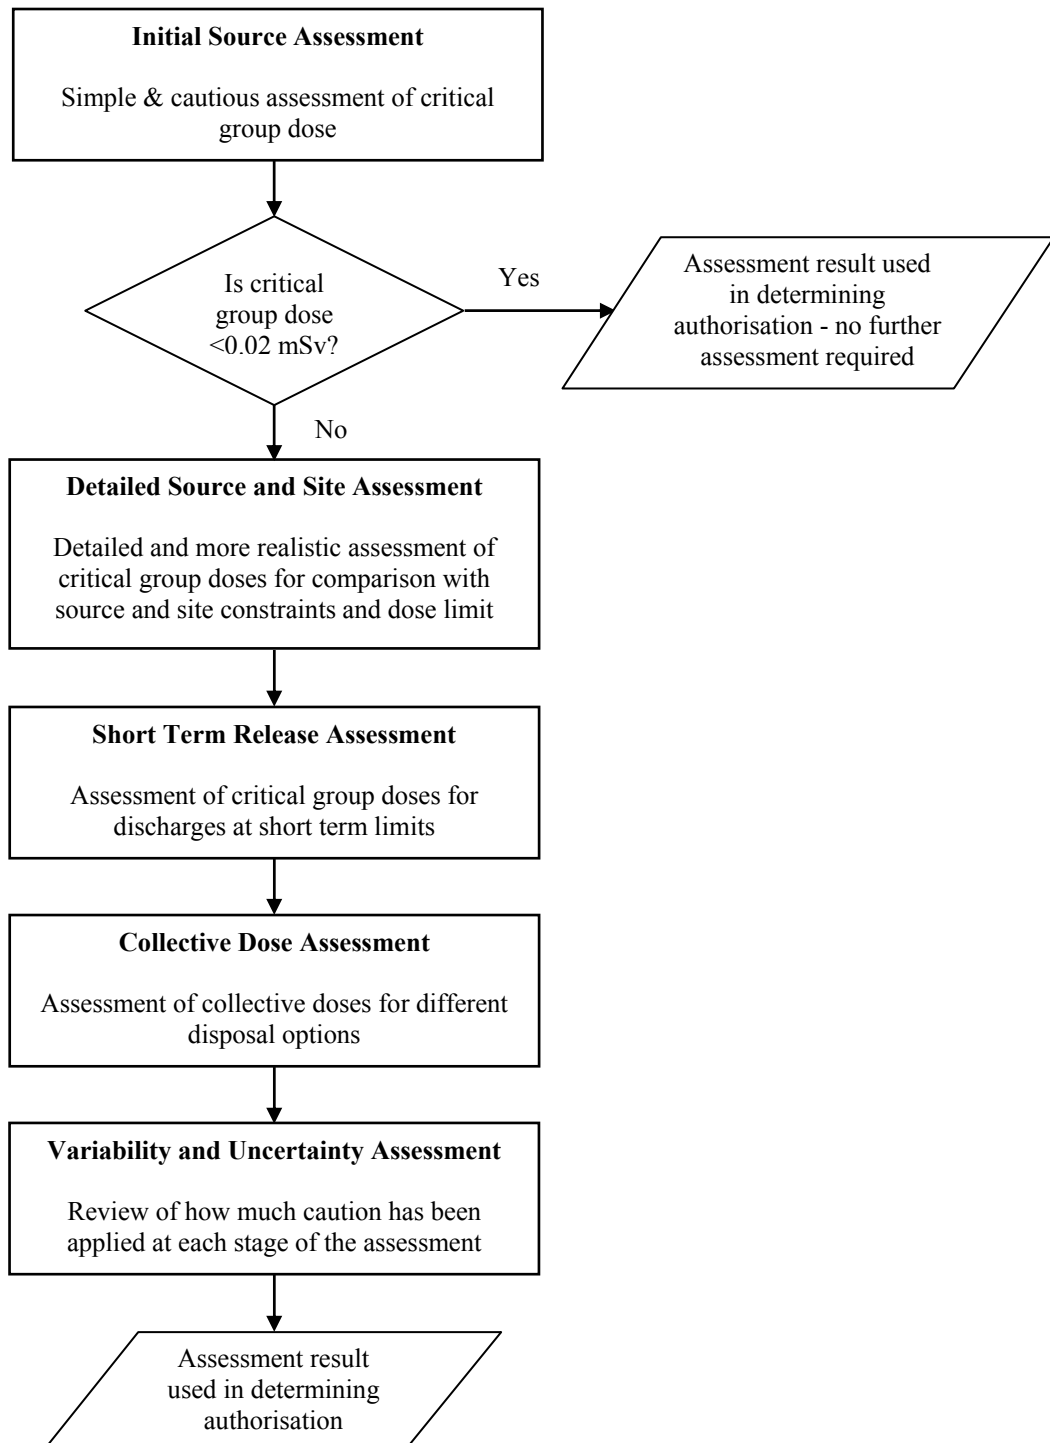 Initial Source Assessment
Simple & cautious assessment of critical
group dose
Is critical
group dose
<0.02 mSv?
Yes
Assessment result used
in determining
authorisation - no further
assessment required
No
Detailed Source and Site Assessment
Detailed and more realistic assessment of
critical group doses for comparison with
source and site constraints and dose limit
Short Term Release Assessment
Assessment of critical group doses for
discharges at short term limits
Collective Dose Assessment
Assessment of collective doses for different
disposal options
Variability and Uncertainty Assessment
Review of how much caution has been
applied at each stage of the assessment
Assessment result
used in determining
authorisation